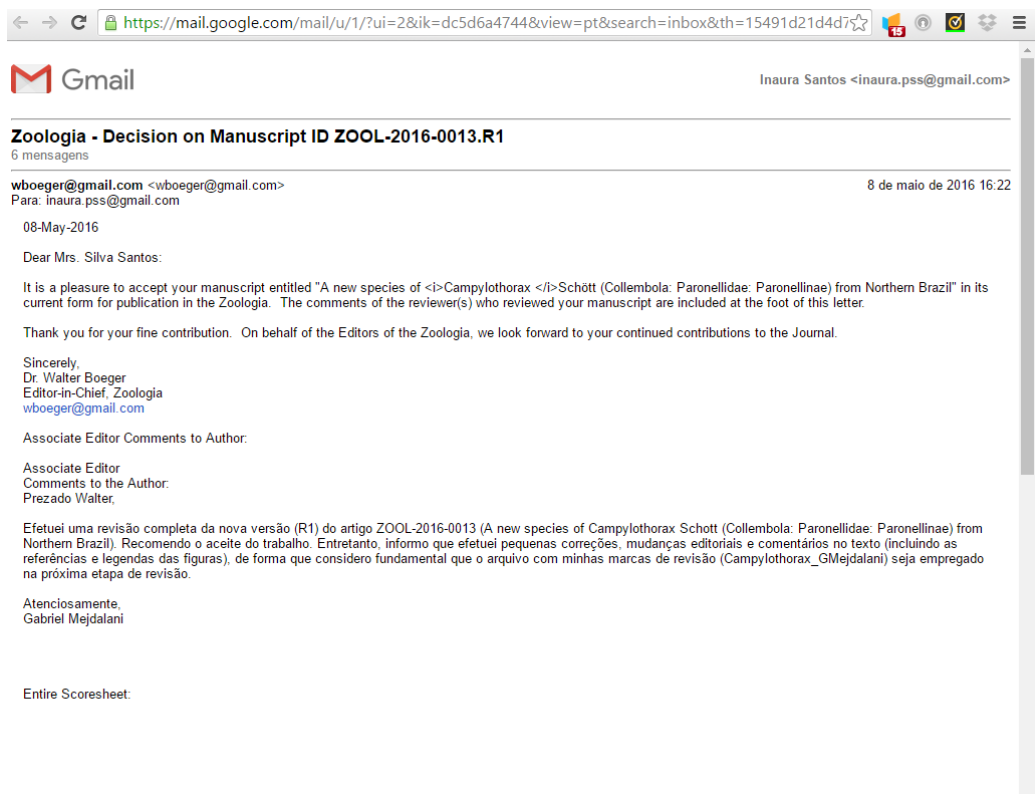 https://mail.google.com/mail/u/1/?ui=2&ik=dc5d6a4744&view=pt&search=inbox&th=15491d21d4d7
15
Gmail
Inaura Santos <inaura.pss@gmail.com>
Zoologia - Decision on Manuscript ID ZOOL-2016-0013.R1
6 mensagens
wboeger@gmail.com <wboeger@gmail.com>
8 de maio de 2016 16:22
Para: inaura.pss@gmail.com
08-May-2016
Dear Mrs. Silva Santos:
It is a pleasure to accept your manuscript entitled "A new species of <i>Campylothorax </i>Schött (Collembola: Paronellidae: Paronellinae) from Northern Brazil" in its
current form for publication in the Zoologia.  The comments of the reviewer(s) who reviewed your manuscript are included at the foot of this letter.
Thank you for your fine contribution.  On behalf of the Editors of the Zoologia, we look forward to your continued contributions to the Journal.
Sincerely,
Dr. Walter Boeger
Editor-in-Chief, Zoologia
wboeger@gmail.com
Associate Editor Comments to Author:
Associate Editor
Comments to the Author:
Prezado Walter,
Efetuei uma revisão completa da nova versão (R1) do artigo ZOOL-2016-0013 (A new species of Campylothorax Schott (Collembola: Paronellidae: Paronellinae) from
Northern Brazil). Recomendo o aceite do trabalho. Entretanto, informo que efetuei pequenas correções, mudanças editoriais e comentários no texto (incluindo as
referências e legendas das figuras), de forma que considero fundamental que o arquivo com minhas marcas de revisão (Campylothorax_GMejdalani) seja empregado
na próxima etapa de revisão.
Atenciosamente,
Gabriel Mejdalani
Entire Scoresheet: